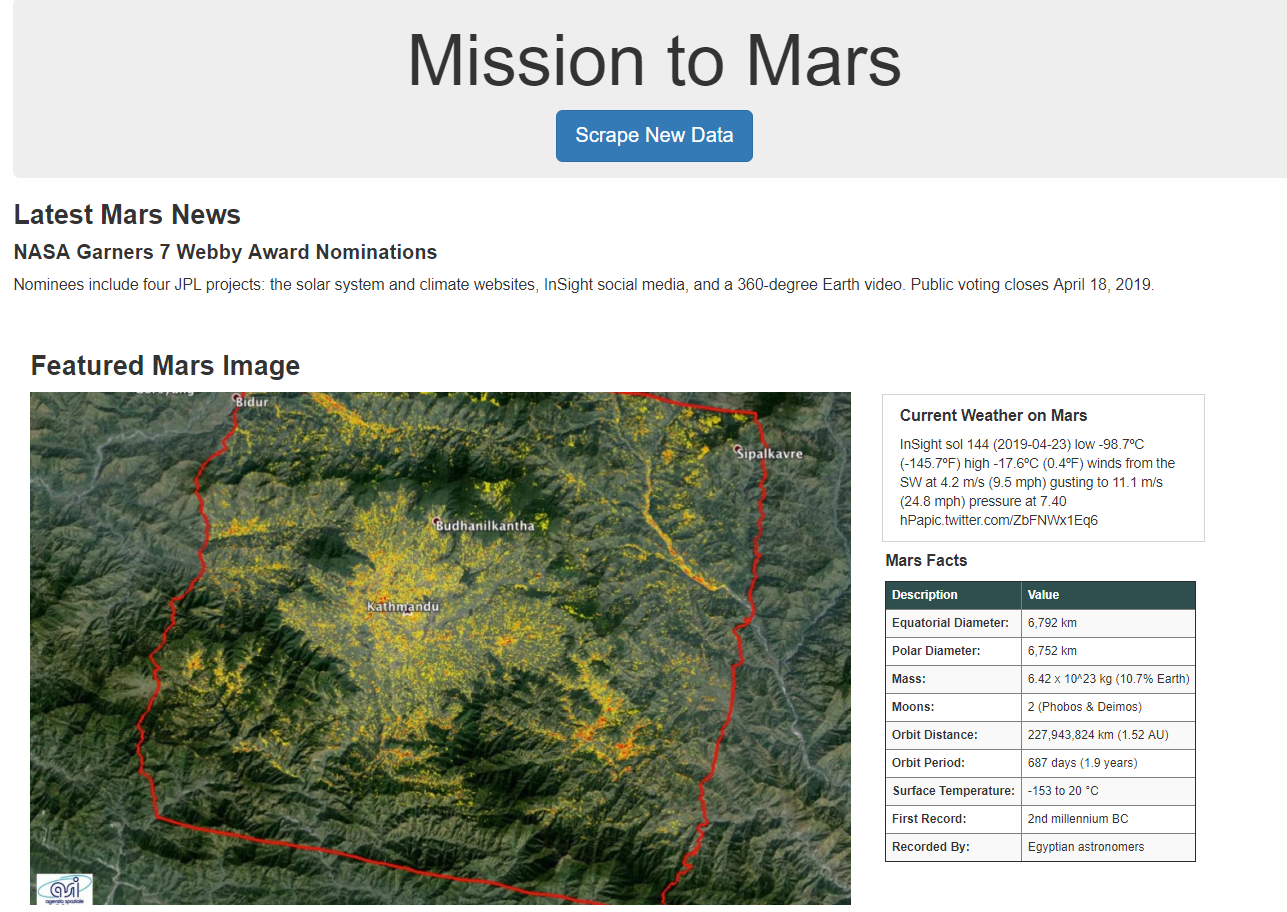 Mission to Mars
Scrape New Data
Latest Mars News
NASA Garners 7 Webby Award Nominations
Nominees include four JPL projects: the solar system and climate websites, InSight social media, and a 360-degree Earth video. Public voting closes April 18, 2019.
Featured Mars Image
Bidur
Sipalkavre
Budhanilkantha
Kathmandu
asi
agenzia spaziale
Current Weather on Mars
InSight sol 144 (2019-04-23) low -98.7ºC
(-145.7ºF) high -17.6ºC (0.4ºF) winds from the
SW at 4.2 m/s (9.5 mph) gusting to 11.1 m/s
(24.8 mph) pressure at 7.40
hPapic.twitter.com/ZbFNWx1Eq6
Mars Facts
Description Value
Equatorial Diameter: 6,792 km
Polar Diameter: 6,752 km
Mass: 6.42 x 10^23 kg (10.7% Earth)
Moons: 2 (Phobos & Deimos)
Orbit Distance: 227,943,824 km (1.52 AU)
Orbit Period: 687 days (1.9 years)
Surface Temperature: -153 to 20 °C
First Record: 2nd millennium BC
Recorded By: Egyptian astronomers